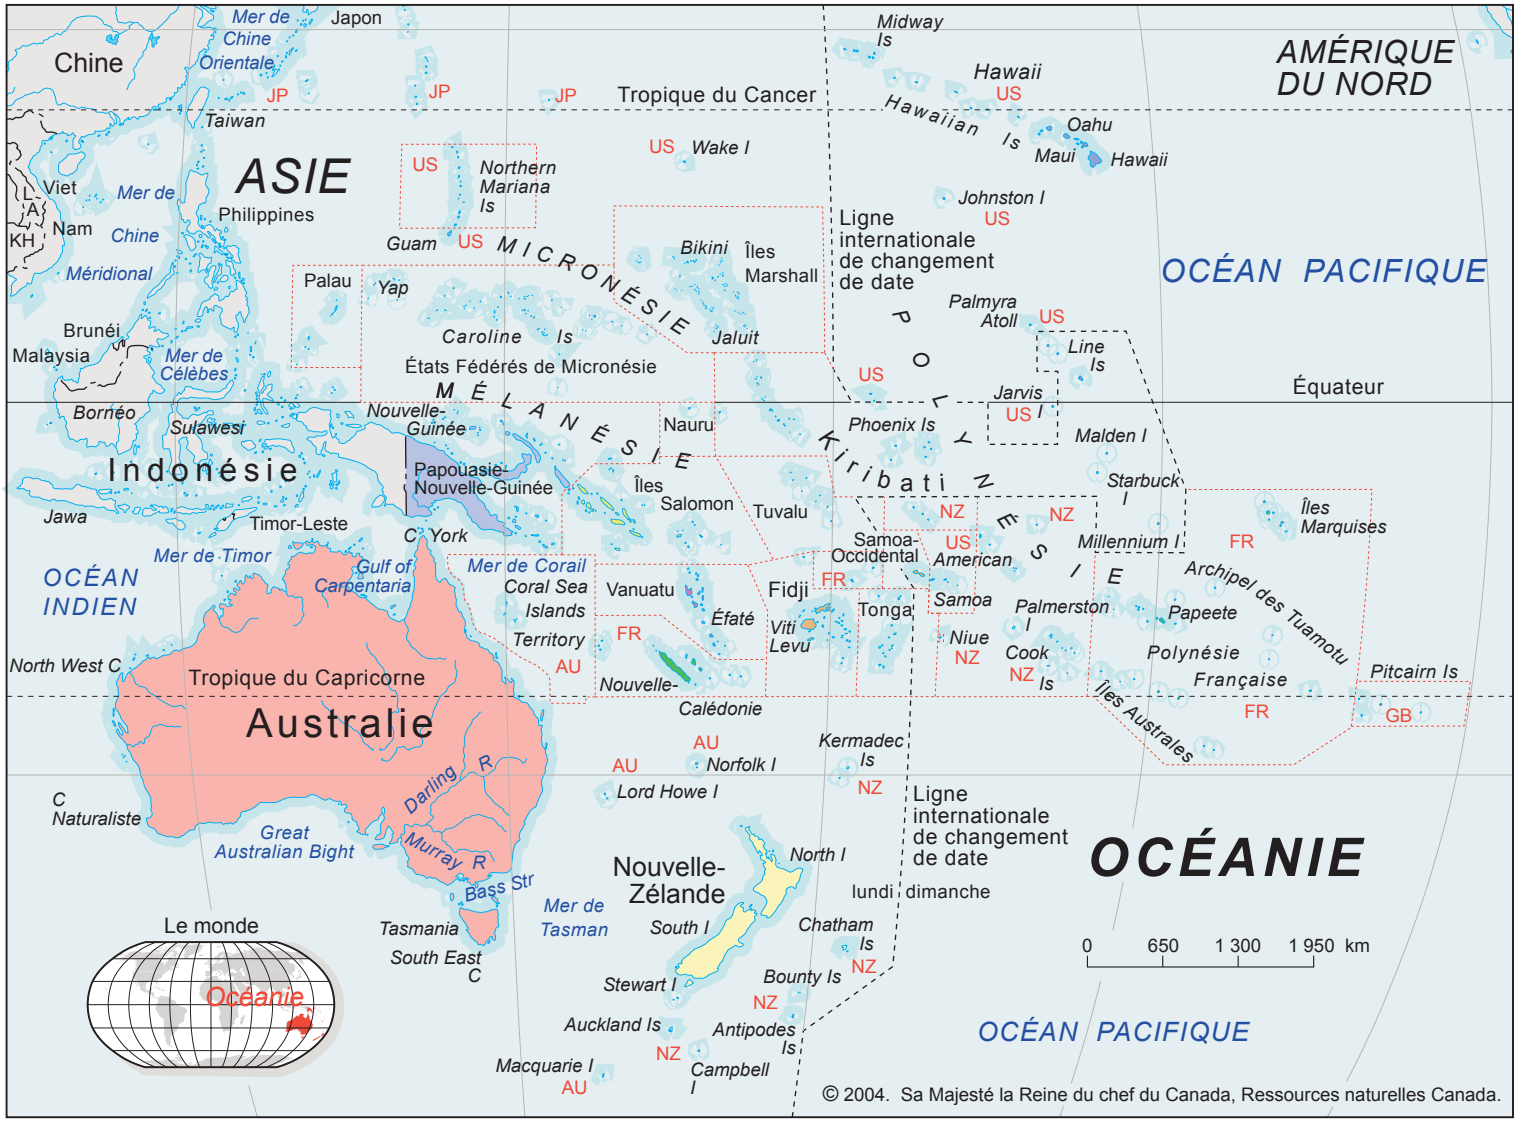 Mer de
Chine
Orientale
Japon
Chine
JP
JP
JP
Taiwan
Tropique du Cancer
Midway
Is
Hawaii
US
Hawaiian Is
Oahu
Maui
Hawaii
AMÉRIQUE
DU NORD
ASIE
Viet
Nam
L
A
KH
Mer de
Chine
Méridional
Philippines
US
Northern
Mariana
Is
Guam
US
US
Wake I
Johnston I
US
Ligne
internationale
de changement
de date
OCÉAN PACIFIQUE
MICRONÉSIE
Bikini
Îles
Marshall
Jaluit
Palau
Yap
Caroline Is
États Fédérés de Micronésie
Palmyra
Atoll
US
Line
Is
Brunéi
Malaysia
Mer de
Célèbes
Bornéo
Sulawesi
MÉLANÉSIE
POLYNÉSIE
US
Jarvis
I
US
Équateur
Nouvelle-
Guinée
Nauru
Phoenix Is
Kiribati
Malden I
Starbuck
I
Indonésie
Papouasie-
Nouvelle-Guinée
Îles
Salomon
Tuvalu
NZ
NZ
Îles
Marquises
Jawa
Timor-Leste
C York
Samoa-
Occidental
US
American
Samoa
Millennium I
FR
Mer de Timor
Gulf of
Carpentaria
Mer de Corail
Coral Sea
Islands
Territory
AU
OCÉAN
INDIEN
Vanuatu
Éfaté
Fidji
FR
Viti
Levu
Tonga
Niue
NZ
Palmerston
I
Cook
Is
NZ
Archipel des Tuamotu
Papeete
Polynésie
Française
FR
Îles Australes
Pitcairn Is
GB
North West C
Tropique du Capricorne
FR
Nouvelle-
Calédonie
Australie
AU
Norfolk I
AU
Lord Howe I
Kermadec
Is
NZ
Darling R
Murray R
C
Naturaliste
Great
Australian Bight
Bass Str
Tasmania
South East
C
Mer de
Tasman
Nouvelle-
Zélande
North I
South I
Stewart I
Ligne
internationale
de changement
de date
lundi dimanche
OCÉANIE
Chatham
Is
NZ
Bounty Is
NZ
Antipodes
Is
Auckland Is
NZ
Campbell
I
Macquarie I
AU
0 650 1 300 1 950 km
OCÉAN PACIFIQUE
Le monde
Océanie
© 2004. Sa Majesté la Reine du chef du Canada, Ressources naturelles Canada.